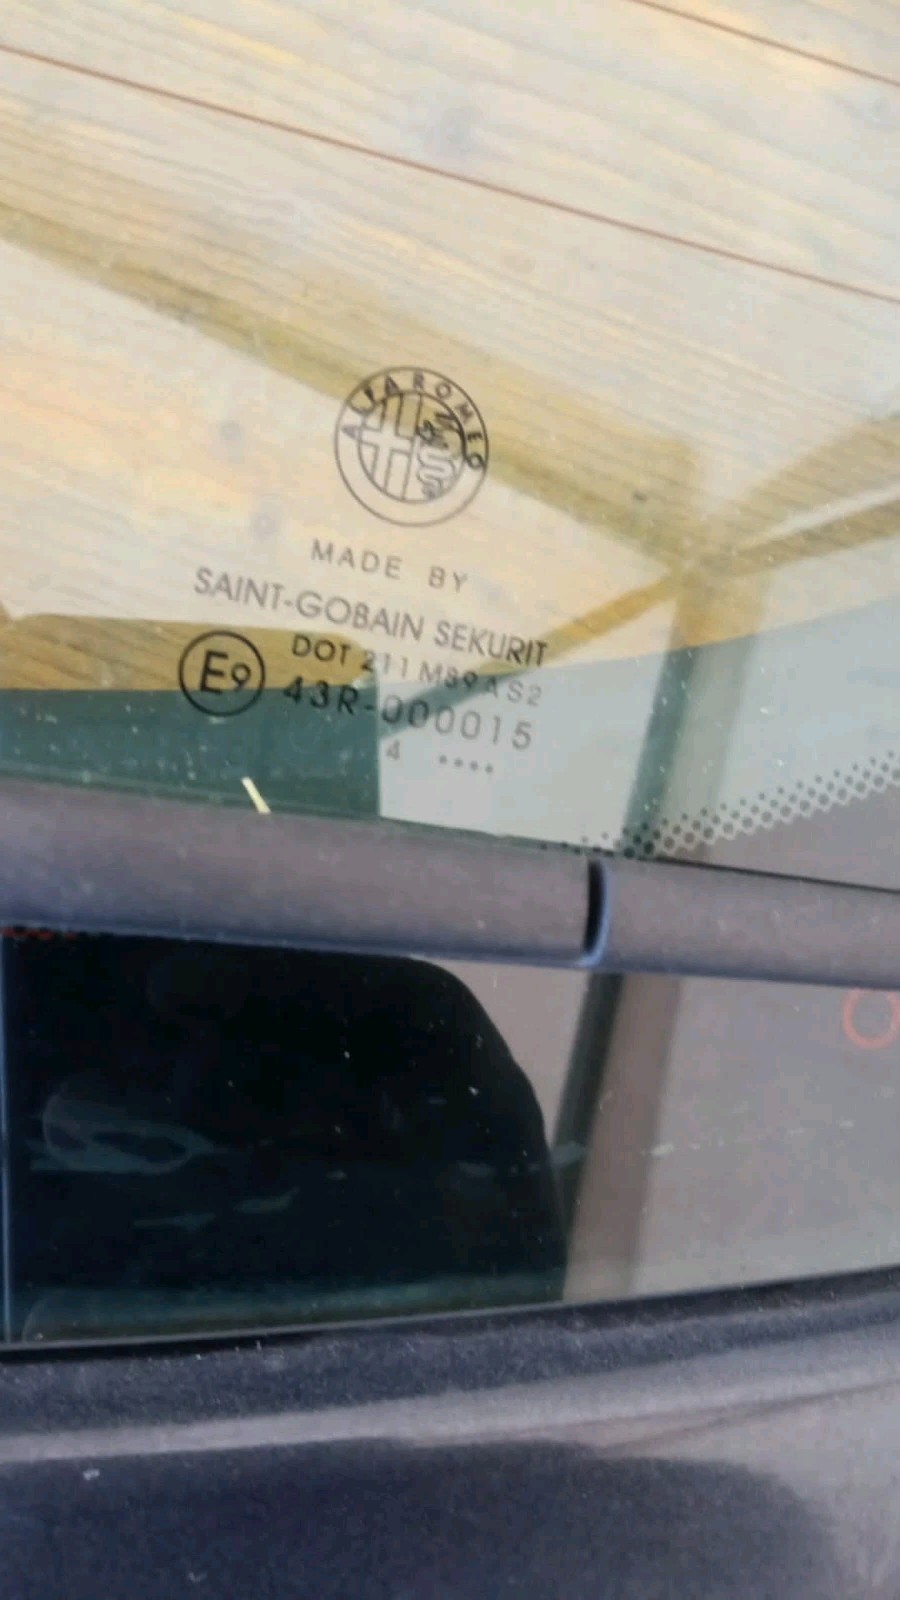 ALFA ROMEO
MADE BY
SAINT-GOBAIN SEKURIT
E9
DOT 211 M89 AS2
43R-000015
4 ••••